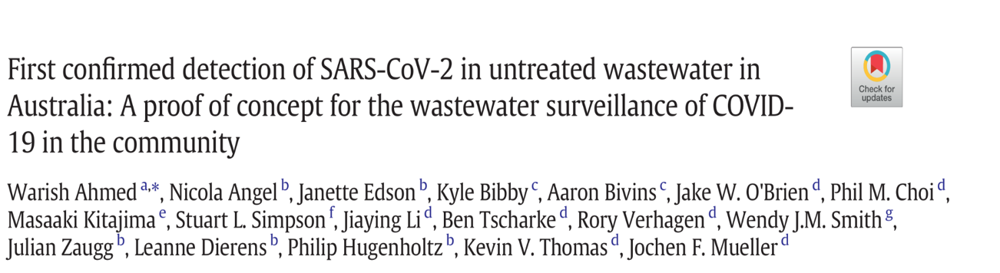 First confirmed detection of SARS-CoV-2 in untreated wastewater in
Australia: A proof of concept for the wastewater surveillance of COVID-
19 in the community
Check for
updates
Warish Ahmed a,*, Nicola Angel b, Janette Edson b, Kyle Bibby c, Aaron Bivins c, Jake W. O'Brien d, Phil M. Choi d,
Masaaki Kitajima e, Stuart L. Simpson f, Jiaying Li d, Ben Tscharke d, Rory Verhagen d, Wendy J.M. Smith g,
Julian Zaugg b, Leanne Dierens b, Philip Hugenholtz b, Kevin V. Thomas d, Jochen F. Mueller d